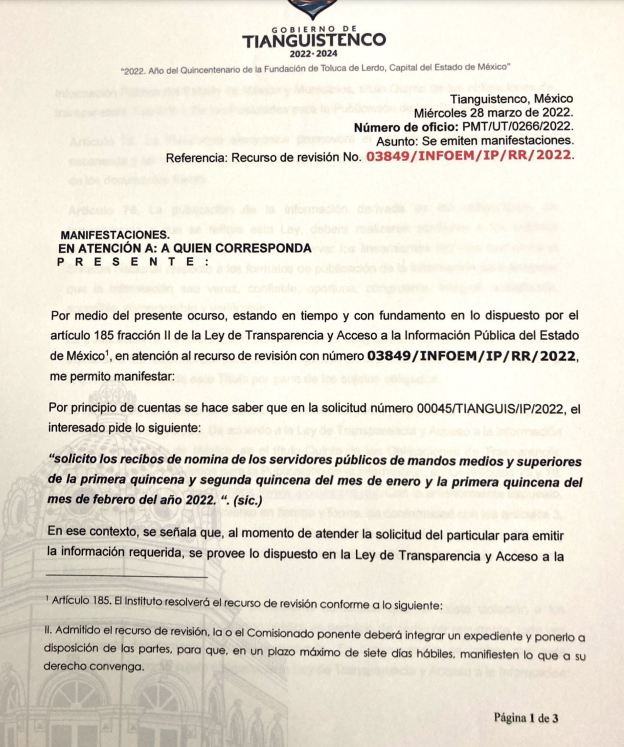 GOBIERNO DE
TIANGUISTENCO
2022-2024
“2022. Año del Quincentenario de la Fundación de Toluca de Lerdo, Capital del Estado de México”
Tianguistenco, México
Miércoles 28 marzo de 2022.
Número de oficio: PMT/UT/0266/2022.
Asunto: Se emiten manifestaciones.
Referencia: Recurso de revisión No. 03849/INFOEM/IP/RR/2022.
MANIFESTACIONES.
EN ATENCIÓN A: A QUIEN CORRESPONDA
P R E S E N T E :
Por medio del presente ocurso, estando en tiempo y con fundamento en lo dispuesto por el
artículo 185 fracción II de la Ley de Transparencia y Acceso a la Información Pública del Estado
de México¹, en atención al recurso de revisión con número 03849/INFOEM/IP/RR/2022,
me permito manifestar:
Por principio de cuentas se hace saber que en la solicitud número 00045/TIANGUIS/IP/2022, el
interesado pide lo siguiente:
“solicito los recibos de nomina de los servidores públicos de mandos medios y superiores
de la primera quincena y segunda quincena del mes de enero y la primera quincena del
mes de febrero del año 2022. “. (sic.)
En ese contexto, se señala que, al momento de atender la solicitud del particular para emitir
la información requerida, se provee lo dispuesto en la Ley de Transparencia y Acceso a la
¹ Artículo 185. El Instituto resolverá el recurso de revisión conforme a lo siguiente:
II. Admitido el recurso de revisión, la o el Comisionado ponente deberá integrar un expediente y ponerlo a
disposición de las partes, para que, en un plazo máximo de siete días hábiles, manifiesten lo que a su
derecho convenga.
Página 1 de 3